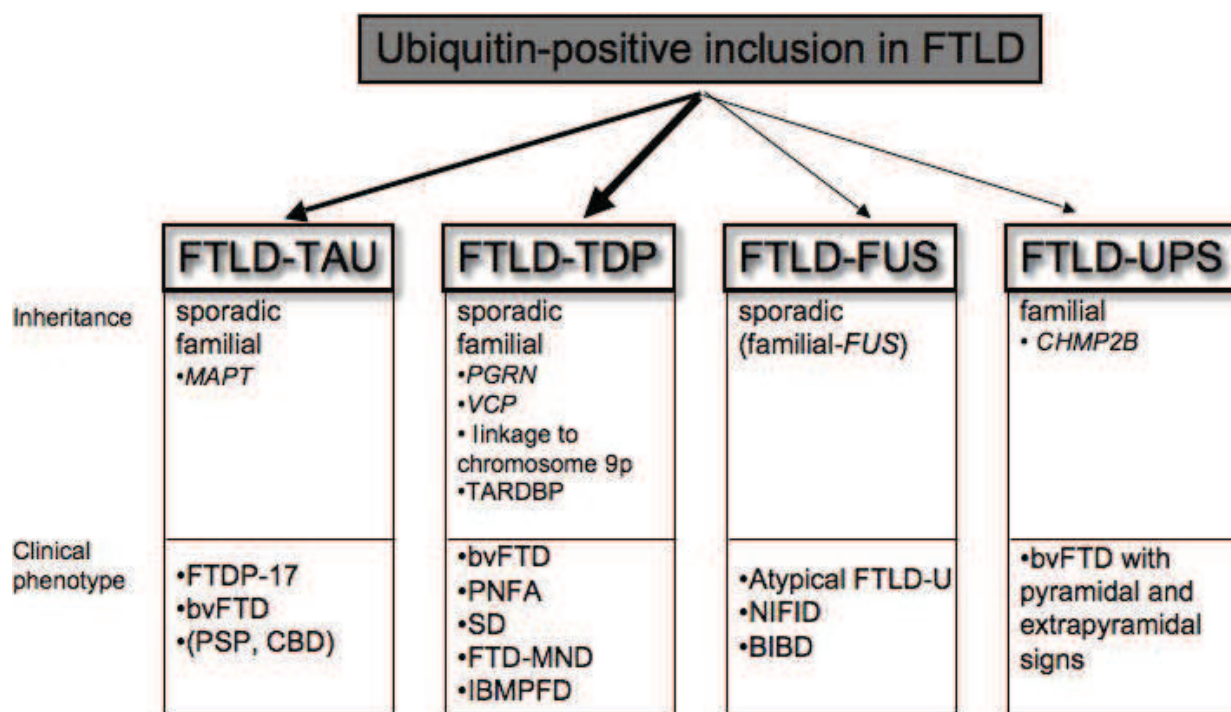 Ubiquitin-positive inclusion in FTLD
FTLD-TAU
FTLD-TDP
FTLD-FUS
FTLD-UPS
Inheritance
sporadic
familial
•MAPT
sporadic
familial
•PGRN
•VCP
• linkage to
chromosome 9p
•TARDBP
sporadic
(familial-FUS)
familial
• CHMP2B
Clinical
phenotype
•FTDP-17
•bvFTD
•(PSP, CBD)
•bvFTD
•PNFA
•SD
•FTD-MND
•IBMPFD
•Atypical FTLD-U
•NIFID
•BIBD
•bvFTD with
pyramidal and
extrapyramidal
signs